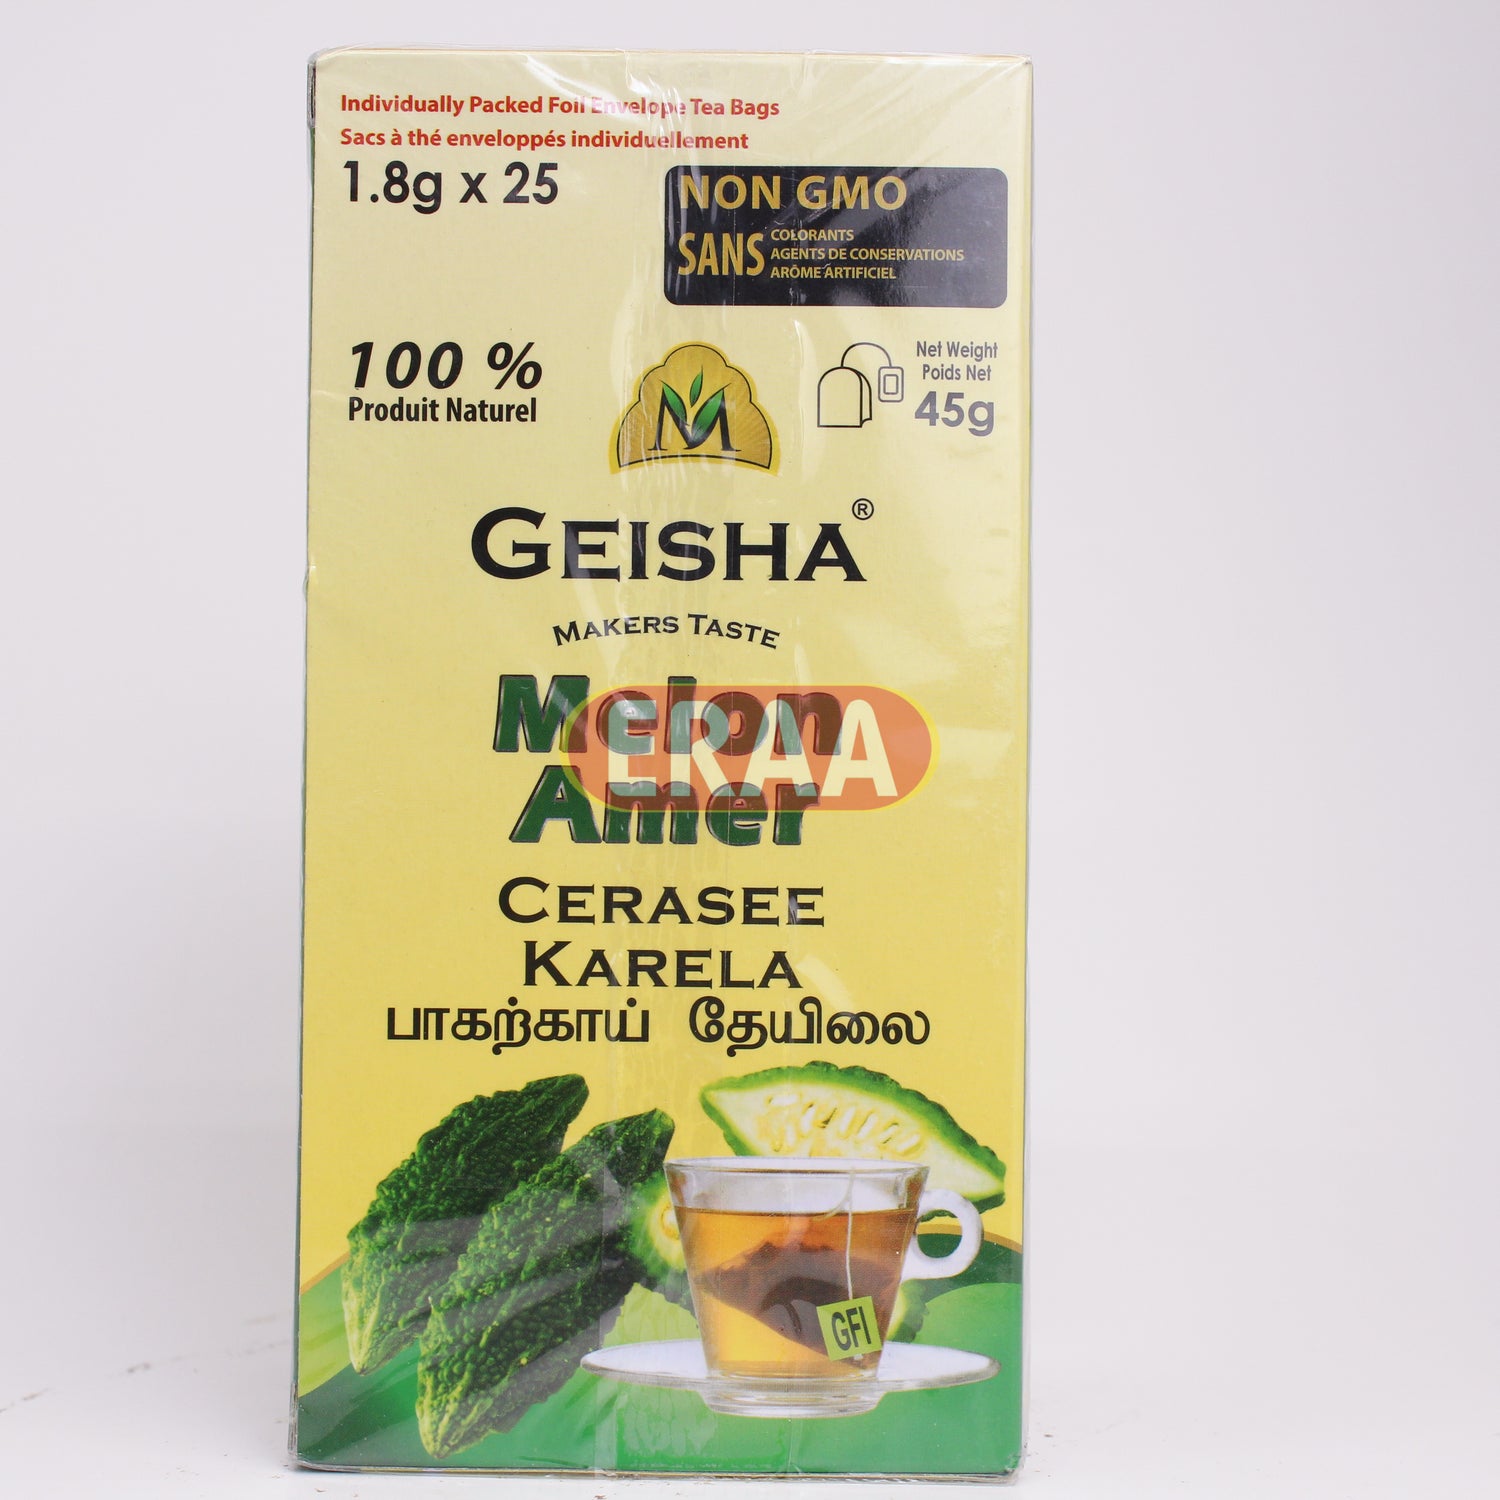 Individually Packed Foil Envelope Tea Bags
Sacs à thé enveloppés individuellement
1.8g x 25
NON GMO
SANS
COLORANTS
AGENTS DE CONSERVATIONS
ARÔME ARTIFICIEL
100 %
Produit Naturel
M
Net Weight
Poids Net
45g
GEISHA®
MAKERS TASTE
Melon
ERAA
Amer
CERASEE
KARELA
பாகற்காய் தேயிலை
GFI